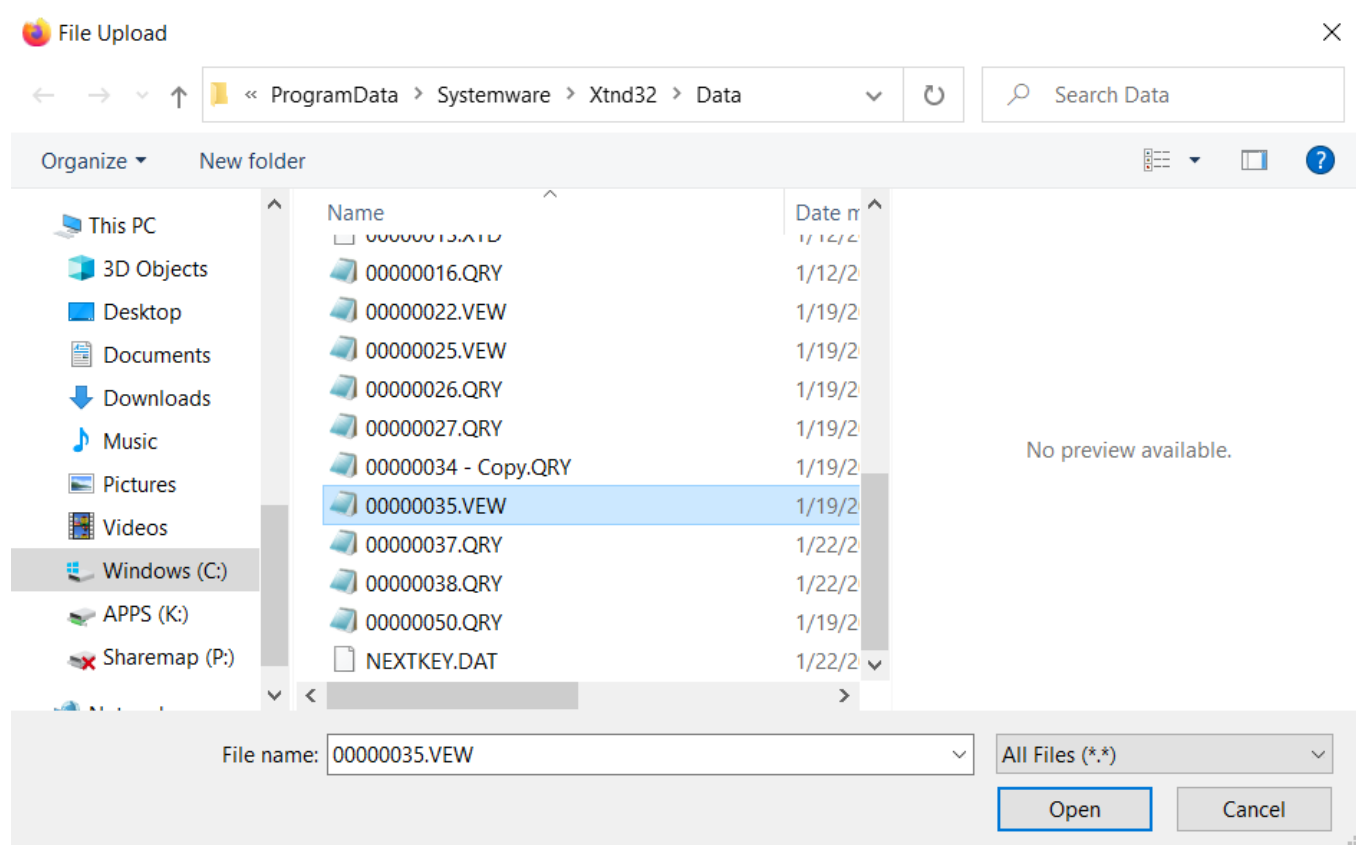 File Upload
« ProgramData > Systemware > Xtnd32 > Data
Search Data
Organize
New folder
This PC
3D Objects
Desktop
Documents
Downloads
Music
Pictures
Videos
Windows (C:)
APPS (K:)
Sharemap (P:)
Name Date m
1/12/2
00000016.QRY 1/12/2
00000022.VEW 1/19/2
00000025.VEW 1/19/2
00000026.QRY 1/19/2
00000027.QRY 1/19/2
00000034 - Copy.QRY 1/19/2
00000035.VEW 1/19/2
00000037.QRY 1/22/2
00000038.QRY 1/22/2
00000050.QRY 1/19/2
NEXTKEY.DAT 1/22/2
No preview available.
File name: 00000035.VEW
All Files (*.*)
Open
Cancel